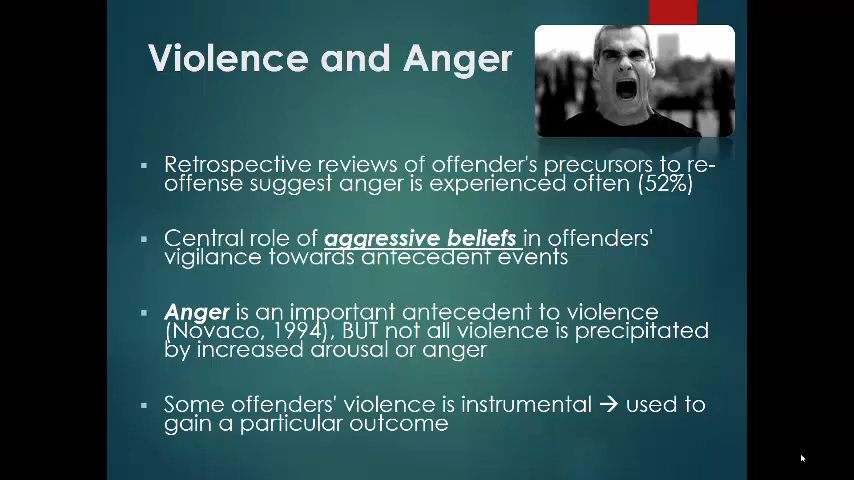 Violence and Anger
▪ Retrospective reviews of offender's precursors to re-
offense suggest anger is experienced often (52%)
▪ Central role of aggressive beliefs in offenders'
vigilance towards antecedent events
▪ Anger is an important antecedent to violence
(Novaco, 1994), BUT not all violence is precipitated
by increased arousal or anger
▪ Some offenders' violence is instrumental → used to
gain a particular outcome